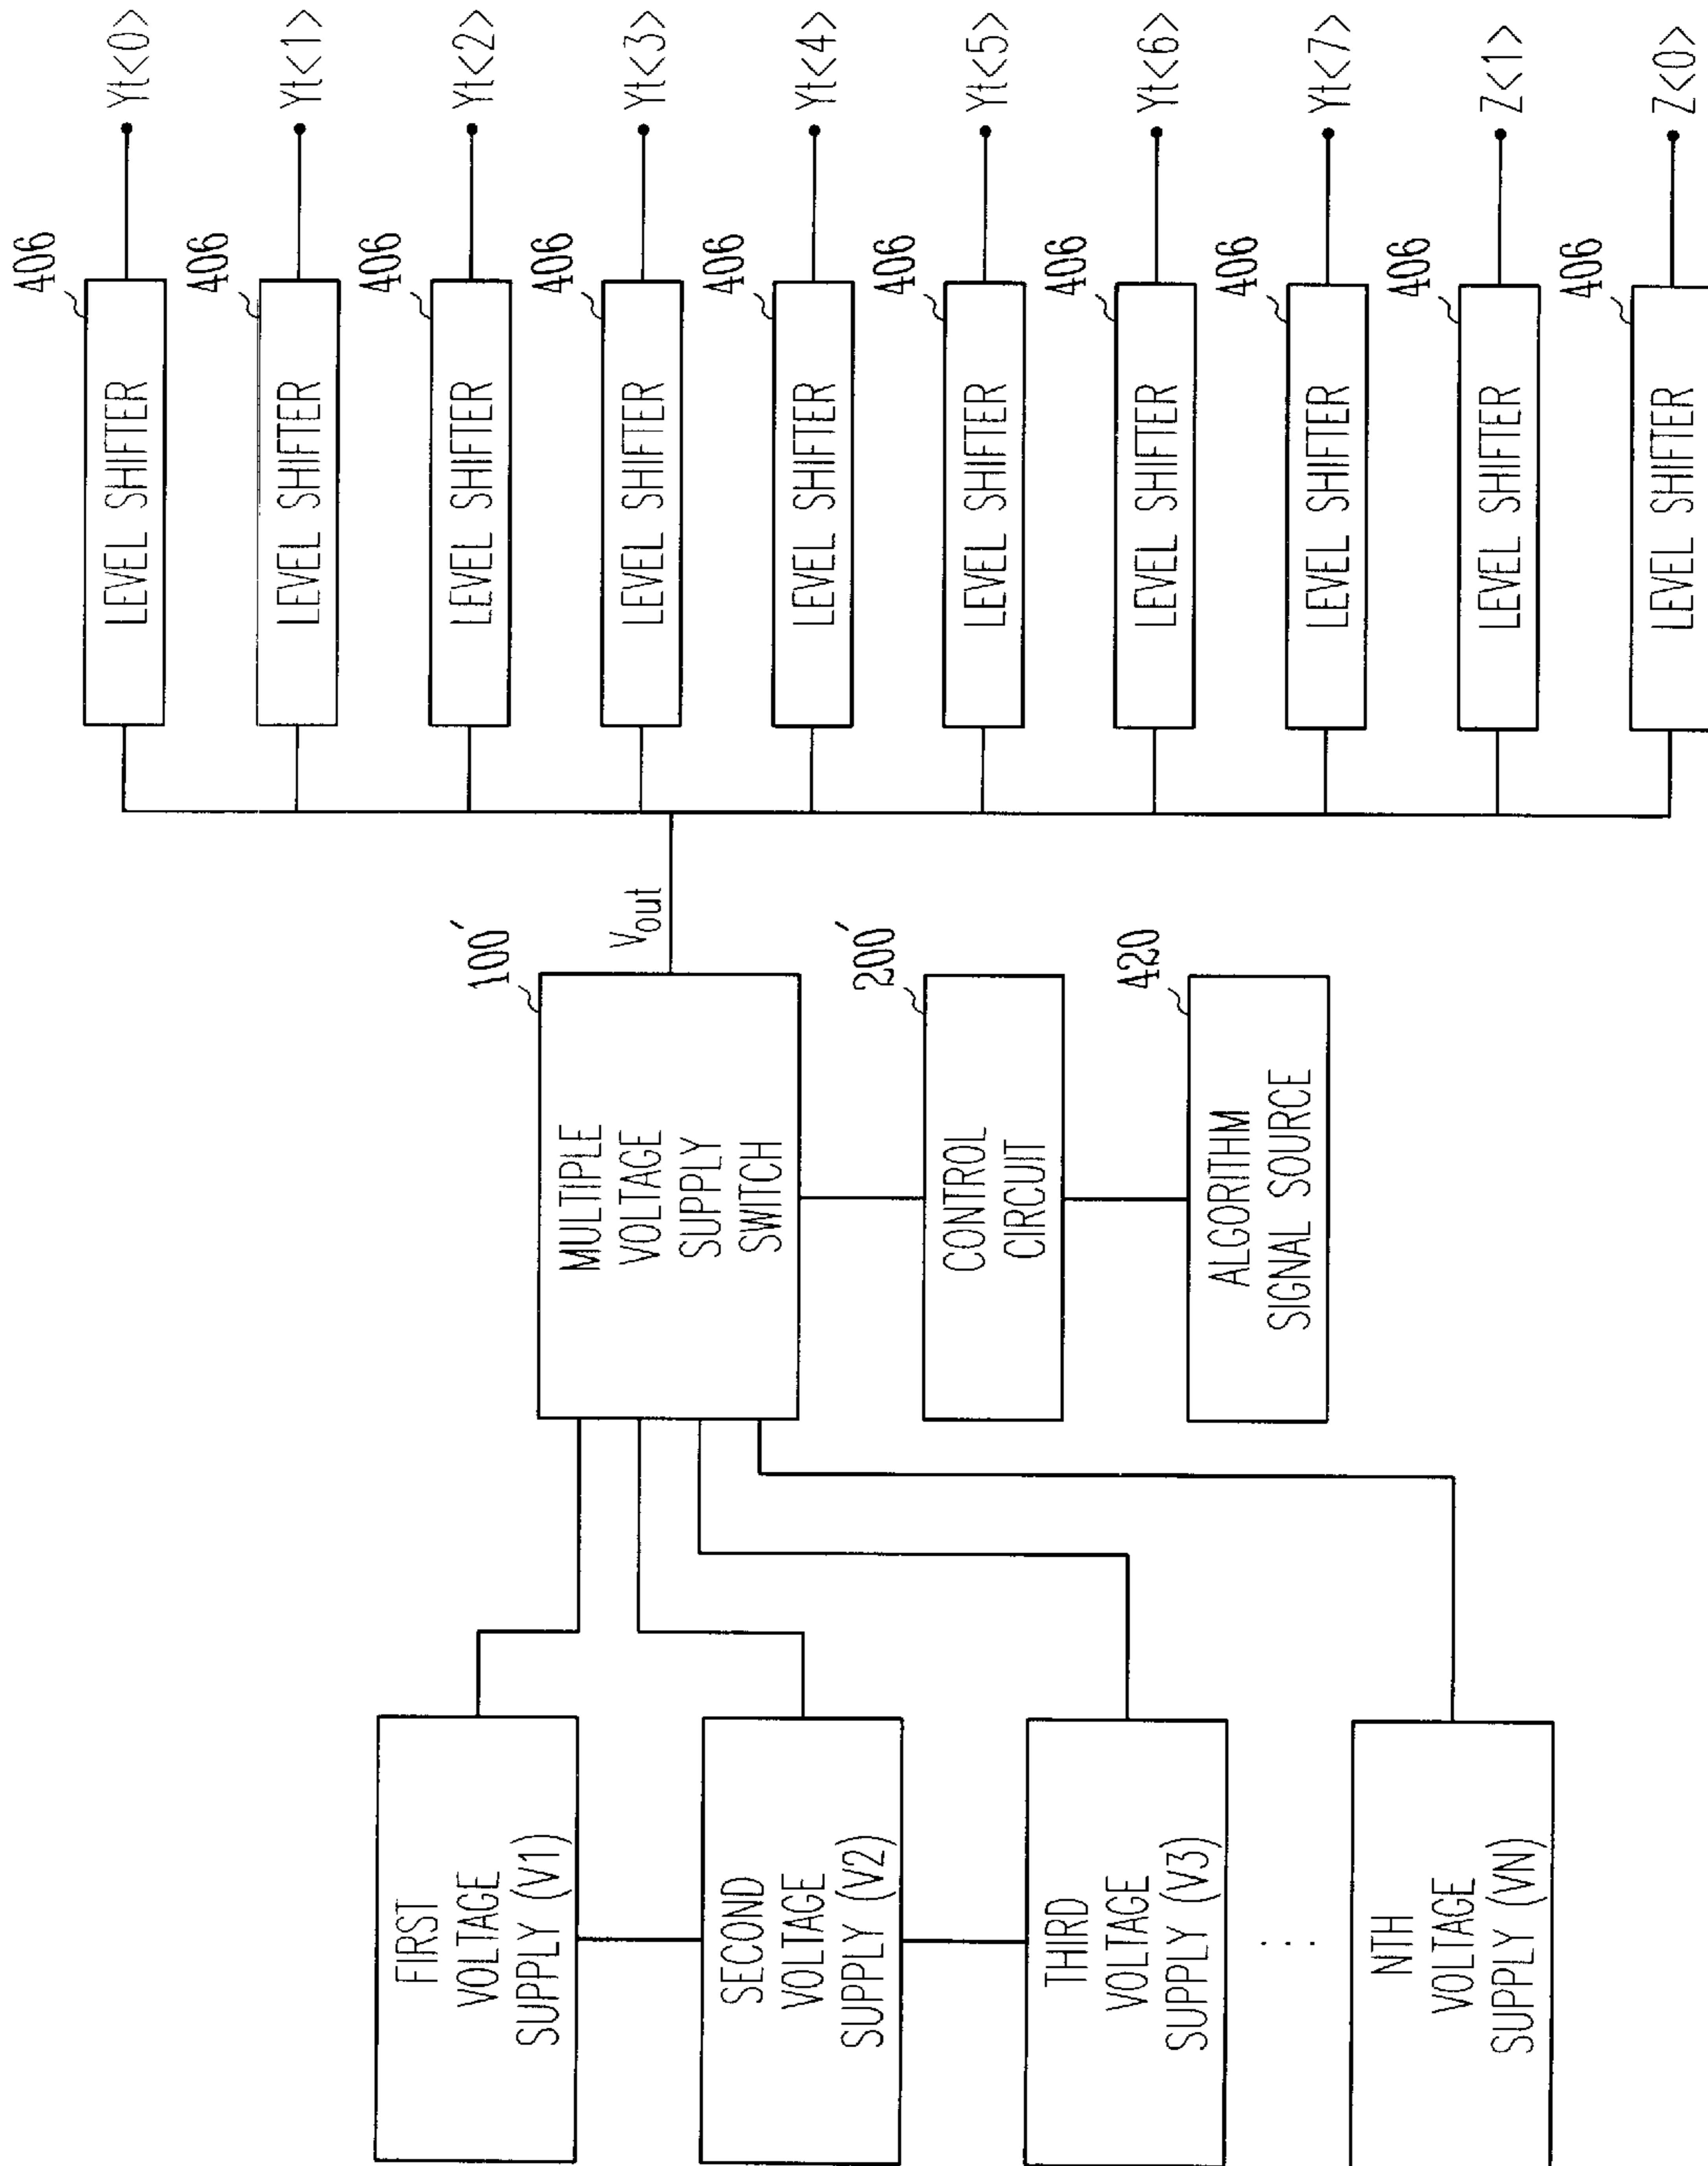 FIRST
VOLTAGE
SUPPLY (V1)
SECOND
VOLTAGE
SUPPLY (V2)
THIRD
VOLTAGE
SUPPLY (V3)
. . .
NTH
VOLTAGE
SUPPLY (VN)
100'
MULTIPLE
VOLTAGE
SUPPLY
SWITCH
Vout
200'
CONTROL
CIRCUIT
420
ALGORITHM
SIGNAL SOURCE
406
LEVEL SHIFTER
Yt<0>
406
LEVEL SHIFTER
Yt<1>
406
LEVEL SHIFTER
Yt<2>
406
LEVEL SHIFTER
Yt<3>
406
LEVEL SHIFTER
Yt<4>
406
LEVEL SHIFTER
Yt<5>
406
LEVEL SHIFTER
Yt<6>
406
LEVEL SHIFTER
Yt<7>
406
LEVEL SHIFTER
Z<1>
406
LEVEL SHIFTER
Z<0>